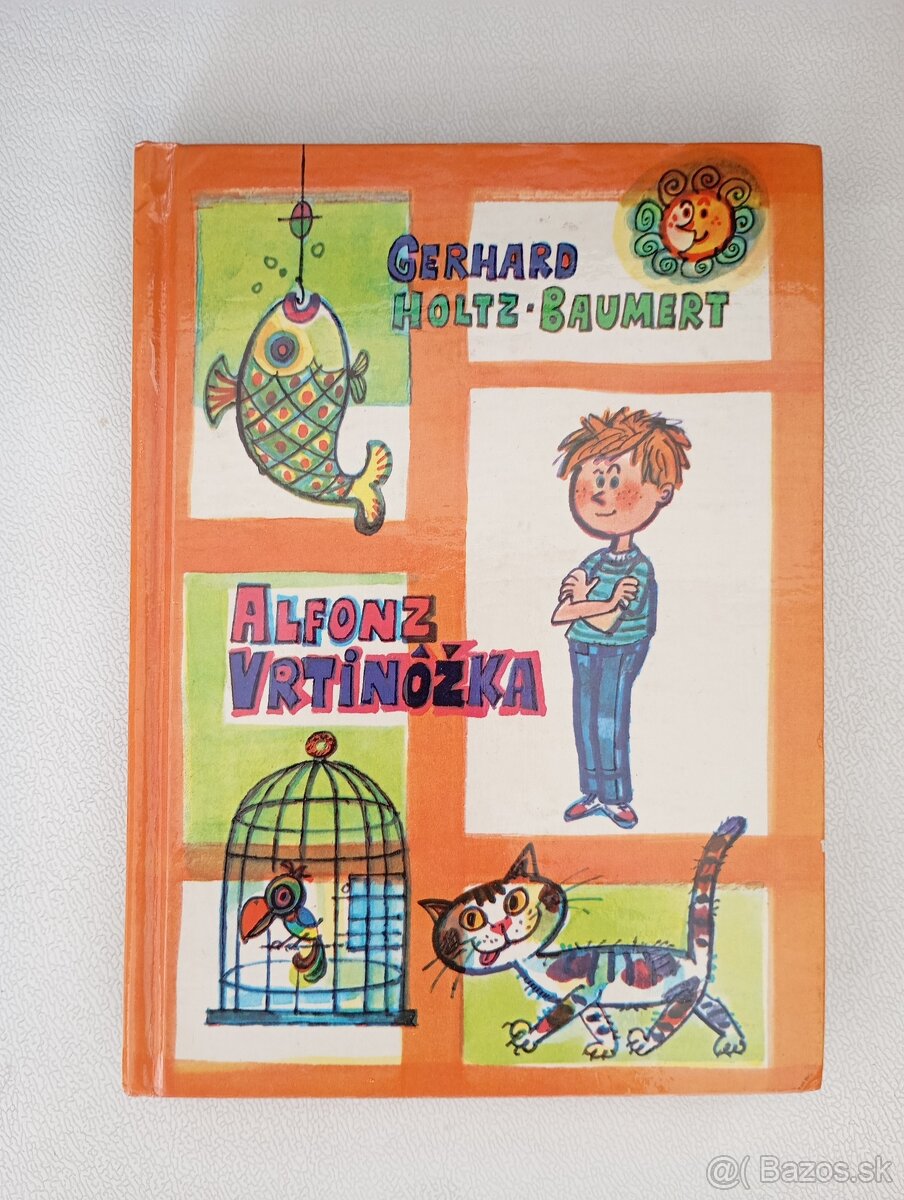 GERHARD
HOLTZ-BAUMERT
ALFONZ
VRTINÔŽKA
@( Bazos.sk